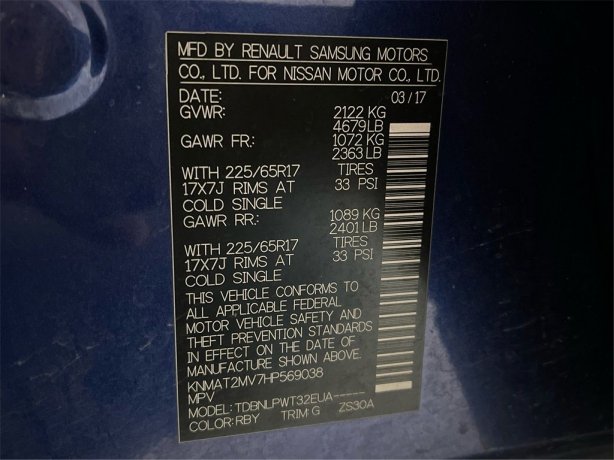 MFD BY RENAULT SAMSUNG MOTORS
CO., LTD. FOR NISSAN MOTOR CO., LTD.
DATE: 03/17
GVWR: 2122 KG
4679LB
GAWR FR.: 1072 KG
2363 LB
WITH 225/65R17 TIRES
17X7J RIMS AT 33 PSI
COLD SINGLE
GAWR RR.: 1089 KG
2401 LB
WITH 225/65R17 TIRES
17X7J RIMS AT 33 PSI
COLD SINGLE
THIS VEHICLE CONFORMS TO
ALL APPLICABLE FEDERAL
MOTOR VEHICLE SAFETY AND
THEFT PREVENTION STANDARDS
IN EFFECT ON THE DATE OF
MANUFACTURE SHOWN ABOVE.
KNMAT2MV7HP569038
MPV
MODEL: TDBNLPWT32EUA-----
COLOR: RBY TRIM: G ZS30A